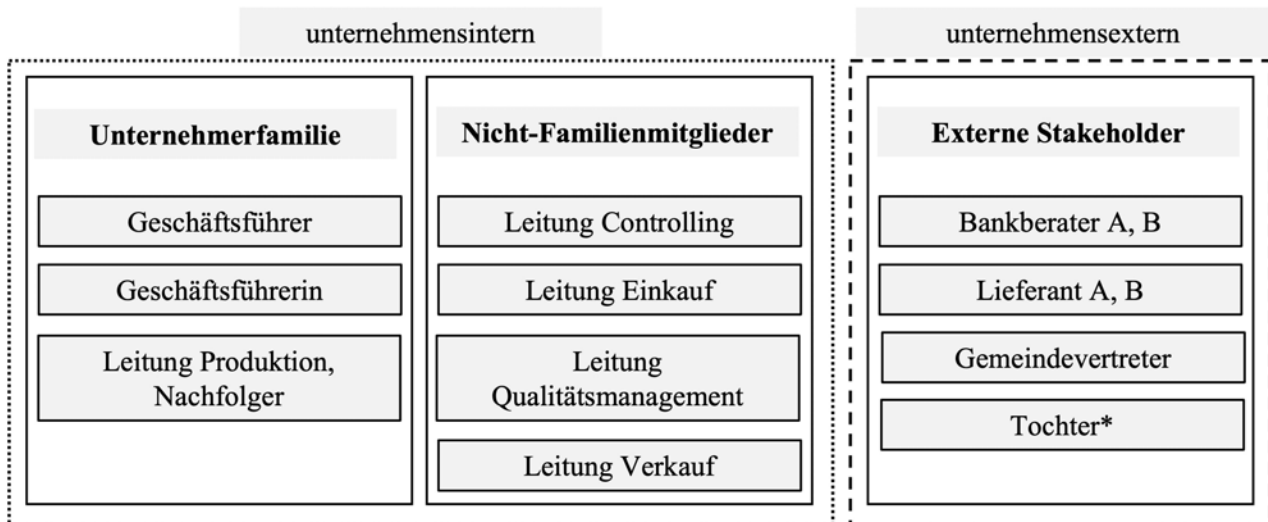 unternehmensintern
unternehmensextern
Unternehmerfamilie
Geschäftsführer
Geschäftsführerin
Leitung Produktion,
Nachfolger
Nicht-Familienmitglieder
Leitung Controlling
Leitung Einkauf
Leitung
Qualitätsmanagement
Leitung Verkauf
Externe Stakeholder
Bankberater A, B
Lieferant A, B
Gemeindevertreter
Tochter*